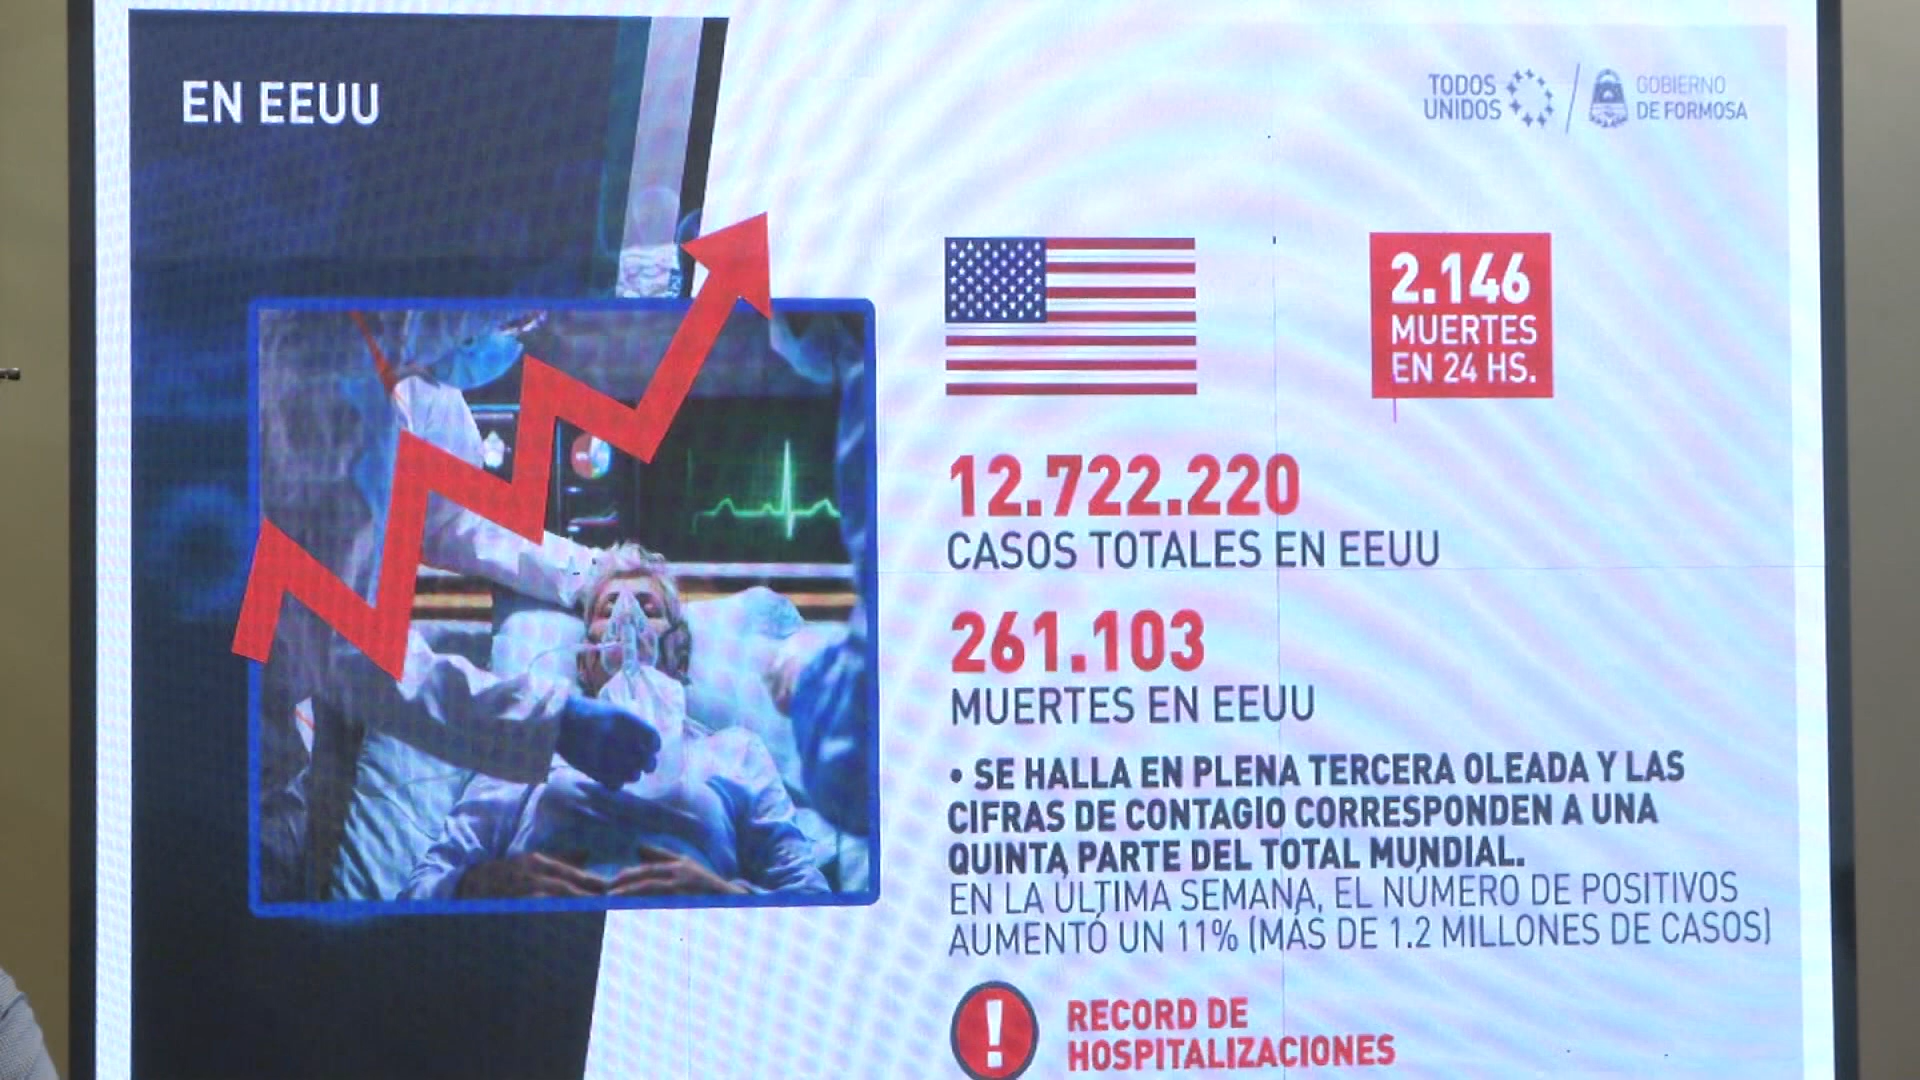 EN EEUU
TODOS
UNIDOS
GOBIERNO
DE FORMOSA
2.146
MUERTES
EN 24 HS.
12.722.220
CASOS TOTALES EN EEUU
261.103
MUERTES EN EEUU
• SE HALLA EN PLENA TERCERA OLEADA Y LAS
CIFRAS DE CONTAGIO CORRESPONDEN A UNA
QUINTA PARTE DEL TOTAL MUNDIAL.
EN LA ÚLTIMA SEMANA, EL NÚMERO DE POSITIVOS
AUMENTÓ UN 11% (MÁS DE 1.2 MILLONES DE CASOS)
!
RECORD DE
HOSPITALIZACIONES